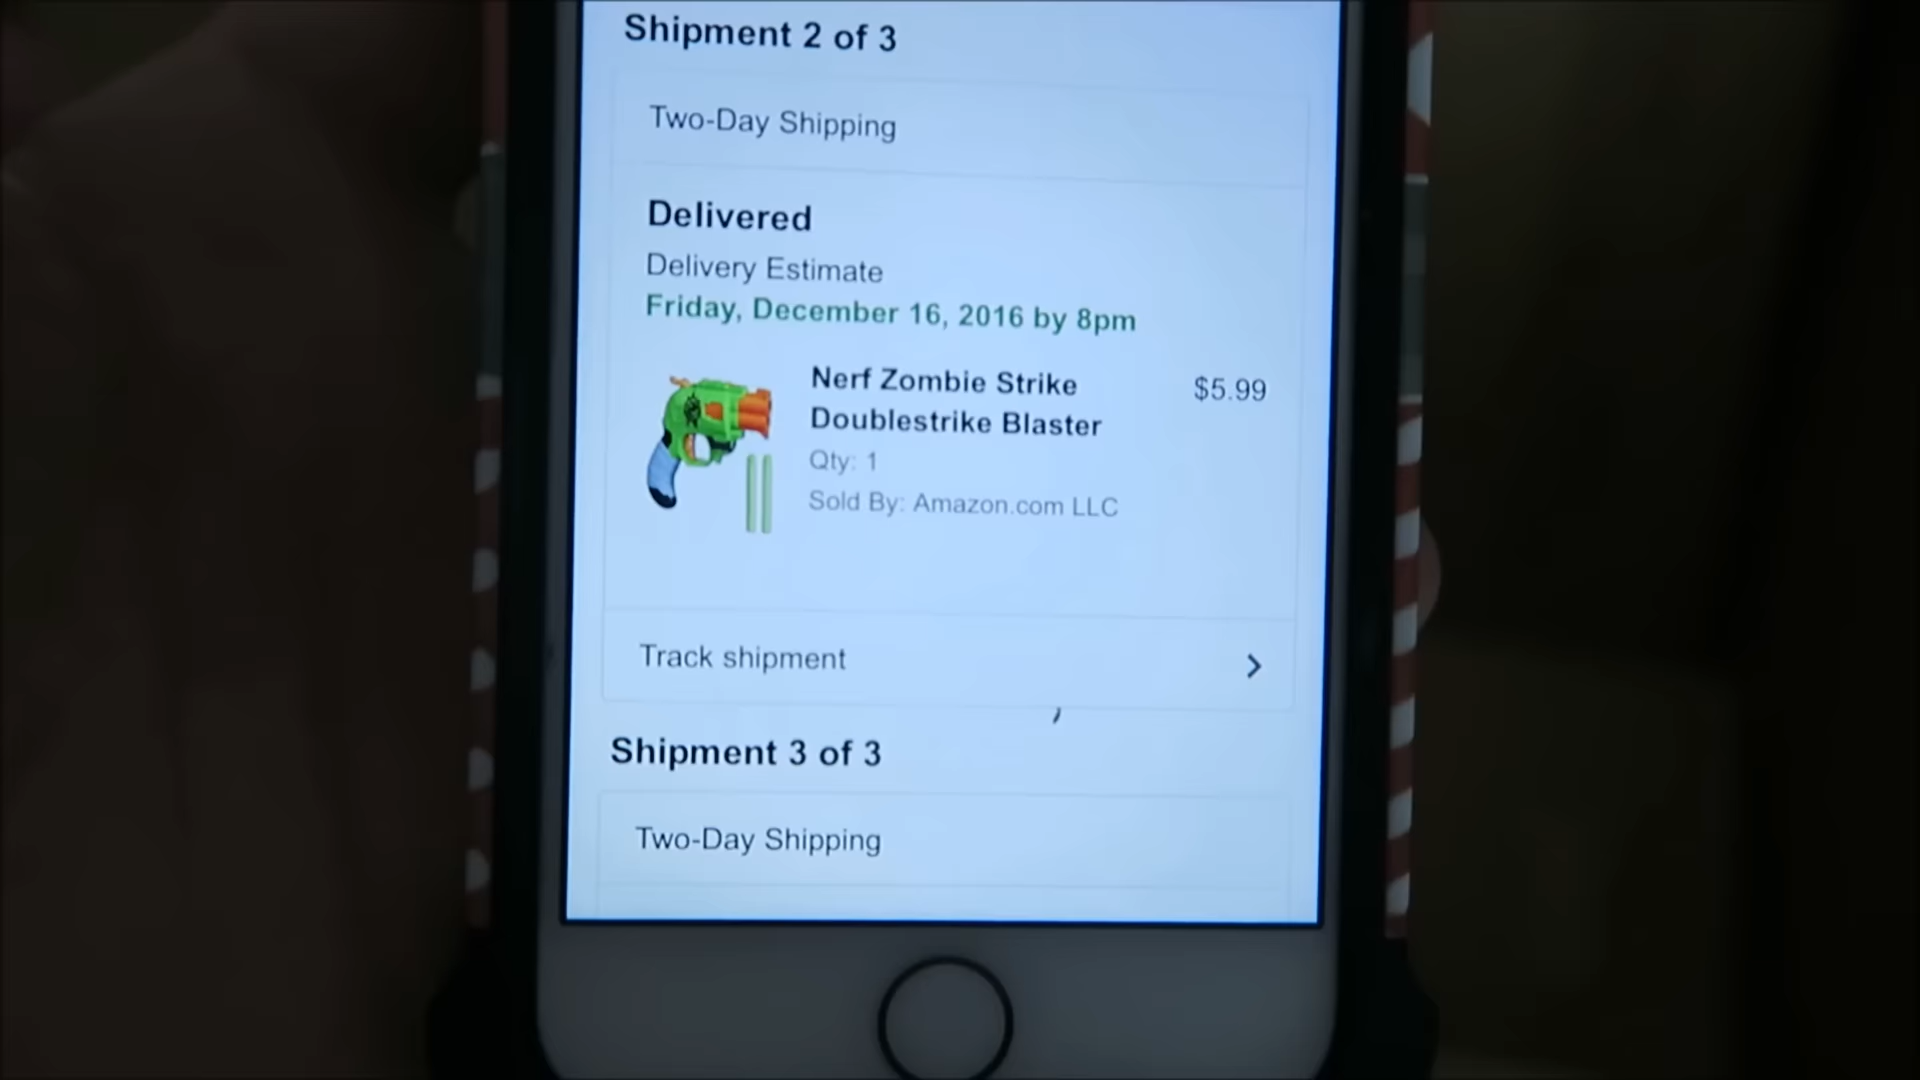 Shipment 2 of 3
Two-Day Shipping
Delivered
Delivery Estimate
Friday, December 16, 2016 by 8pm
Nerf Zombie Strike
Doublestrike Blaster
$5.99
Qty: 1
Sold By: Amazon.com LLC
Track shipment
Shipment 3 of 3
Two-Day Shipping